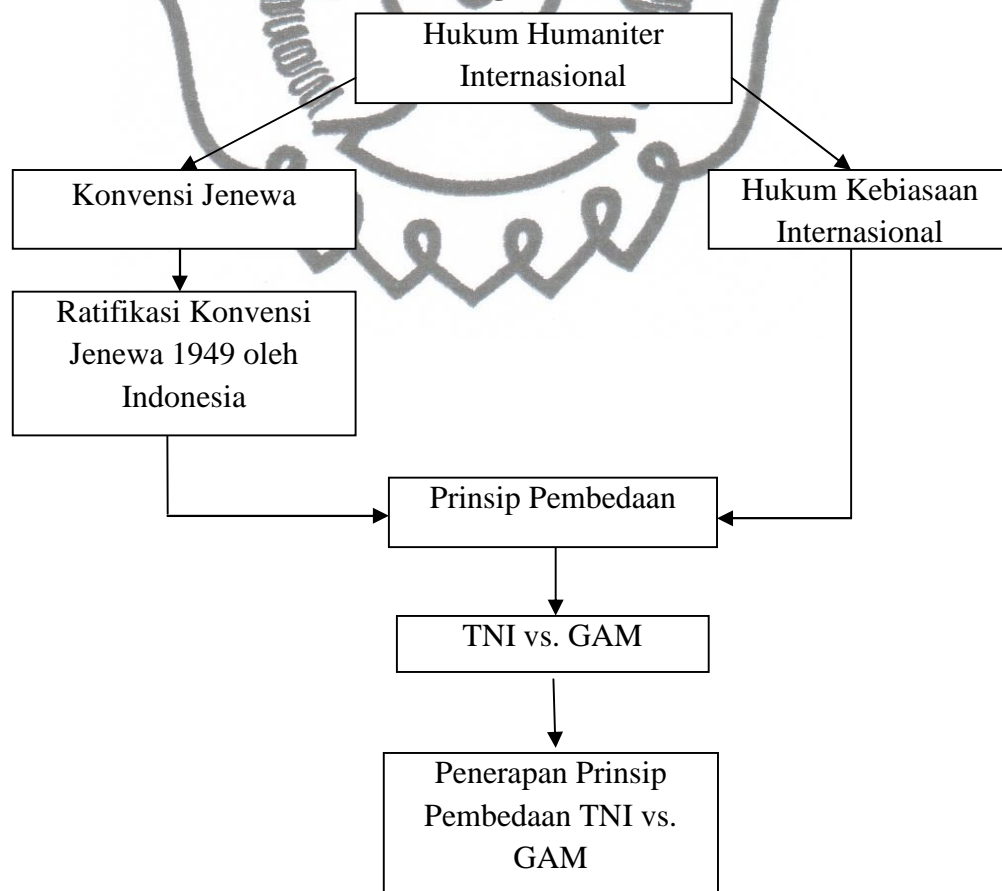 Hukum Humaniter
Internasional
Konvensi Jenewa
Hukum Kebiasaan
Internasional
Ratifikasi Konvensi
Jenewa 1949 oleh
Indonesia
Prinsip Pembedaan
TNI vs. GAM
Penerapan Prinsip
Pembedaan TNI vs.
GAM